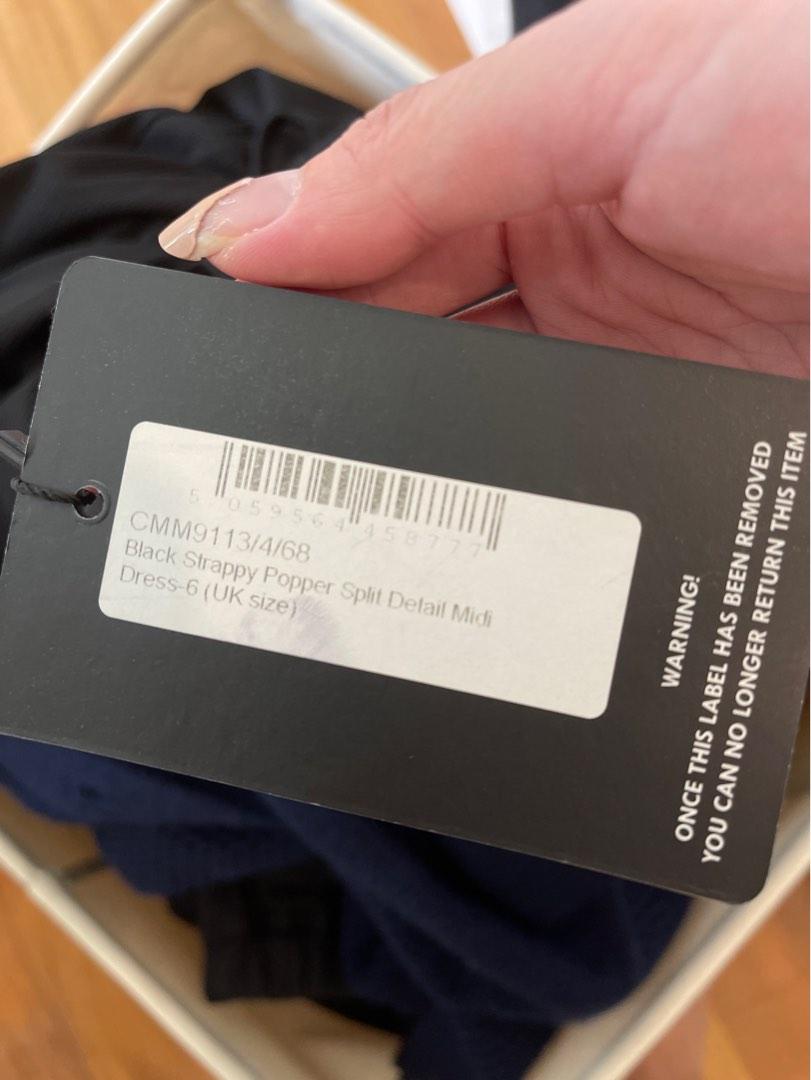 5 059564 458777
CMM9113/4/68
Black Strappy Popper Split Detail Midi
Dress-6 (UK size)
WARNING!
ONCE THIS LABEL HAS BEEN REMOVED
YOU CAN NO LONGER RETURN THIS ITEM